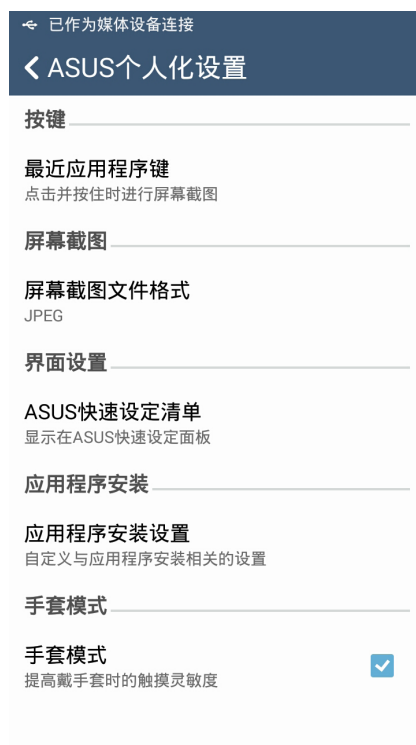 已作为媒体设备连接
ASUS个人化设置
按键
最近应用程序键
点击并按住时进行屏幕截图
屏幕截图
屏幕截图文件格式
JPEG
界面设置
ASUS快速设定清单
显示在ASUS快速设定面板
应用程序安装
应用程序安装设置
自定义与应用程序安装相关的设置
手套模式
手套模式
提高戴手套时的触摸灵敏度